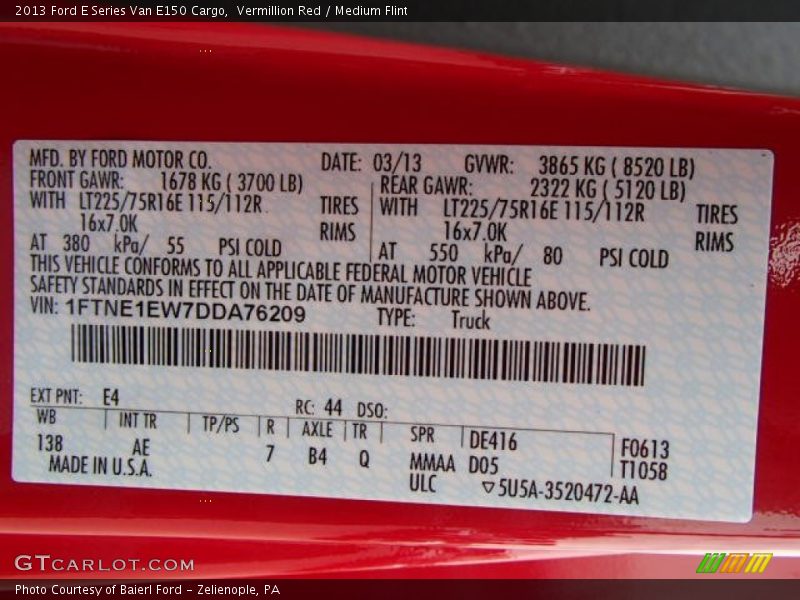 2013 Ford E Series Van E150 Cargo,  Vermillion Red / Medium Flint
MFD. BY FORD MOTOR CO. DATE: 03/13 GVWR: 3865 KG ( 8520 LB)
FRONT GAWR: 1678 KG ( 3700 LB) REAR GAWR: 2322 KG ( 5120 LB)
WITH LT225/75R16E 115/112R TIRES WITH LT225/75R16E 115/112R TIRES
16x7.0K RIMS 16x7.0K RIMS
AT 380 kPa/ 55 PSI COLD AT 550 kPa/ 80 PSI COLD
THIS VEHICLE CONFORMS TO ALL APPLICABLE FEDERAL MOTOR VEHICLE
SAFETY STANDARDS IN EFFECT ON THE DATE OF MANUFACTURE SHOWN ABOVE.
VIN: 1FTNE1EW7DDA76209 TYPE: Truck
EXT PNT: E4 RC: 44 DSO:
WB INT TR TP/PS R AXLE TR SPR DE416 F0613
138 AE 7 B4 Q MMAA D05 T1058
MADE IN U.S.A. ULC ▽5U5A-3520472-AA
GTCARLOT.COM
Photo Courtesy of Baierl Ford - Zelienople, PA